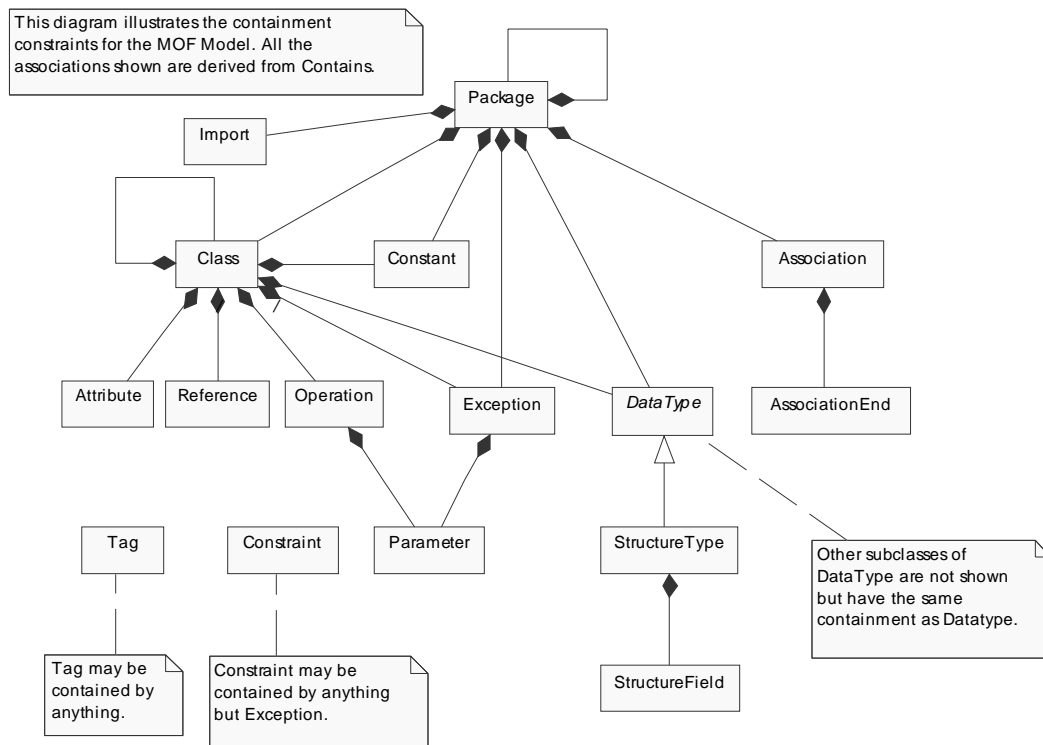 This diagram illustrates the containment
constraints for the MOF Model. All the
associations shown are derived from Contains.
Package
Import
Class
Constant
Association
Attribute
Reference
Operation
Exception
DataType
AssociationEnd
Tag
Constraint
Parameter
StructureType
Other subclasses of
DataType are not shown
but have the same
containment as Datatype.
Tag may be
contained by
anything.
Constraint may be
contained by anything
but Exception.
StructureField